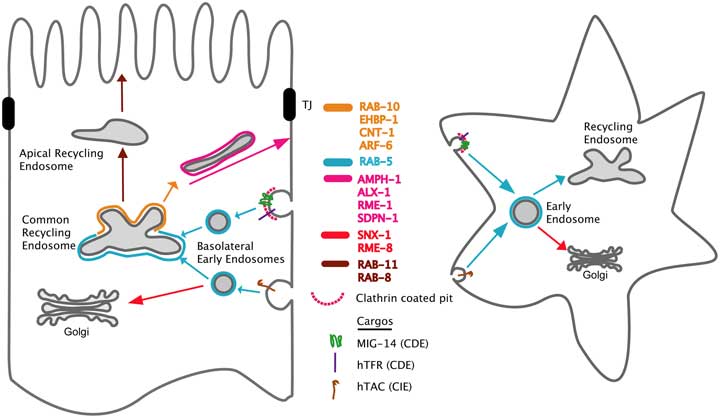 TJ
Apical Recycling
Endosome
Common
Recycling
Endosome
Basolateral
Early Endosomes
Golgi
RAB-10
EHBP-1
CNT-1
ARF-6
RAB-5
AMPH-1
ALX-1
RME-1
SDPN-1
SNX-1
RME-8
RAB-11
RAB-8
Clathrin coated pit
Cargos
MIG-14 (CDE)
hTFR (CDE)
hTAC (CIE)
Recycling
Endosome
Early
Endosome
Golgi